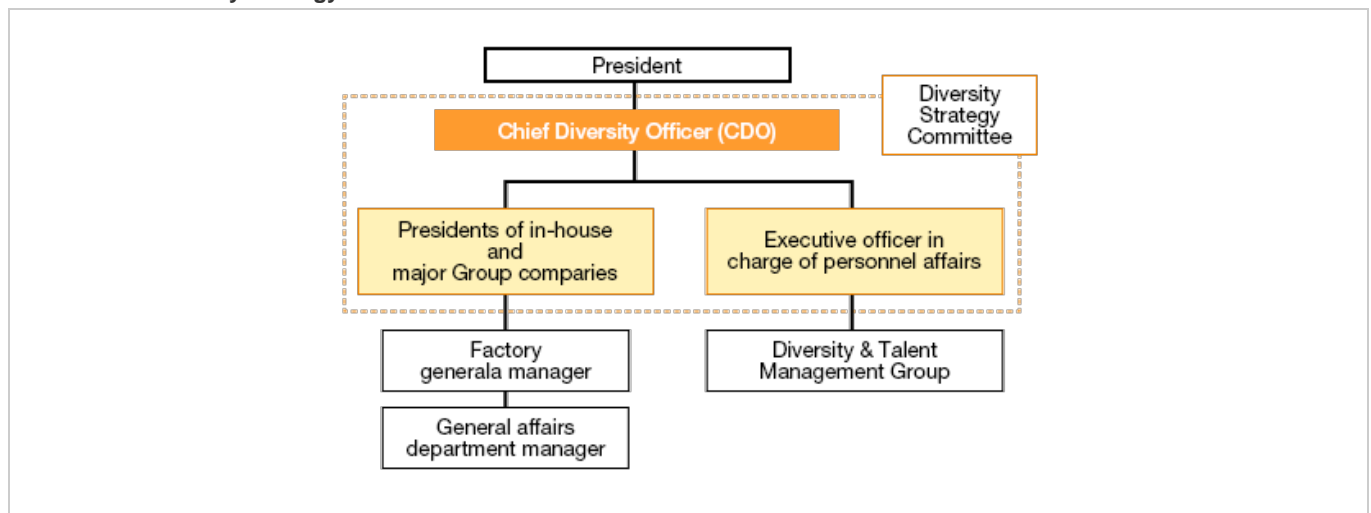 President
Diversity
Strategy
Committee
Chief Diversity Officer (CDO)
Presidents of in-house
and
major Group comparies
Executive officer in
charge of personnel affairs
Factory
generala manager
Diversity & Talent
Management Group
General affairs
department manager